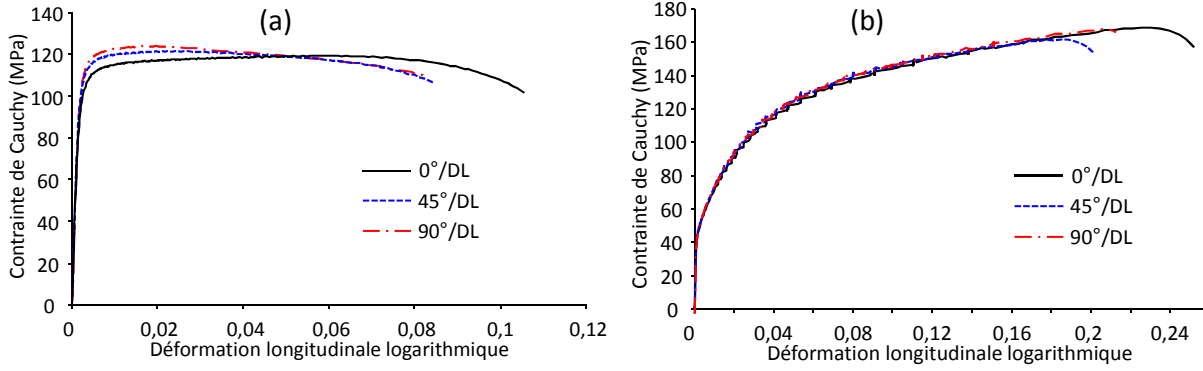 (a)
Contrainte de Cauchy (MPa)
140
120
100
80
60
40
20
0
0
0,02
0,04
0,06
0,08
0,1
0,12
Déformation longitudinale logarithmique
0°/DL
45°/DL
90°/DL
(b)
Contrainte de Cauchy (MPa)
180
160
140
120
100
80
60
40
20
0
0
0,04
0,08
0,12
0,16
0,2
0,24
Déformation longitudinale logarithmique
0°/DL
45°/DL
90°/DL